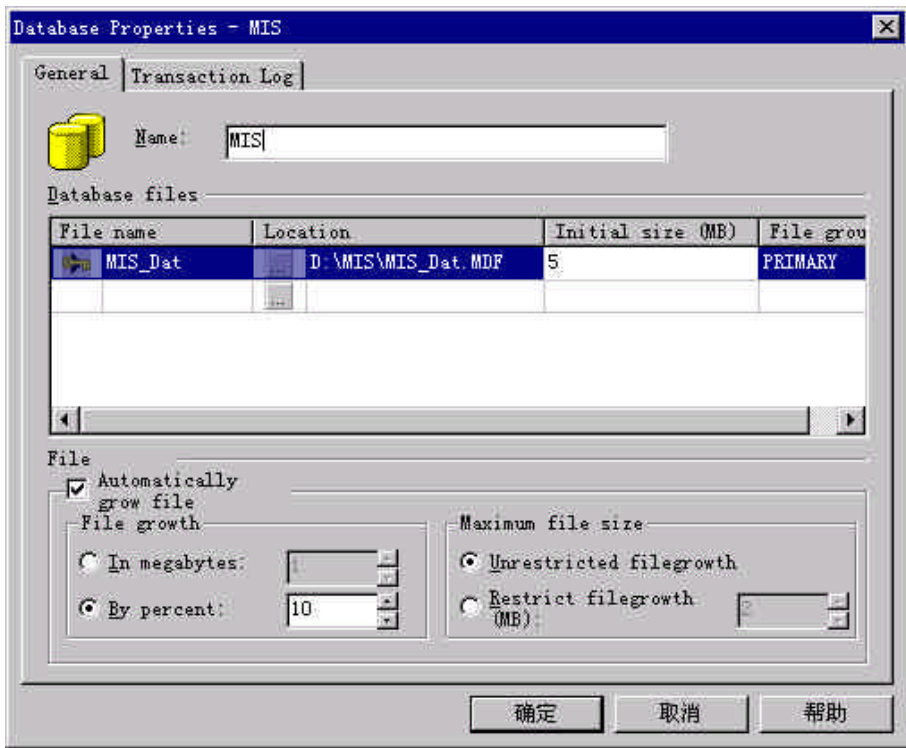 Database Properties - MIS
General Transaction Log
Name: MIS
Database files
File name Location Initial size (MB) File grou
MIS_Dat ... D:\MIS\MIS_Dat.MDF 5 PRIMARY
...
File
Automatically
grow file
File growth
In megabytes: 1
By percent: 10
Maximum file size
Unrestricted filegrowth
Restrict filegrowth
(MB): 2
确定 取消 帮助